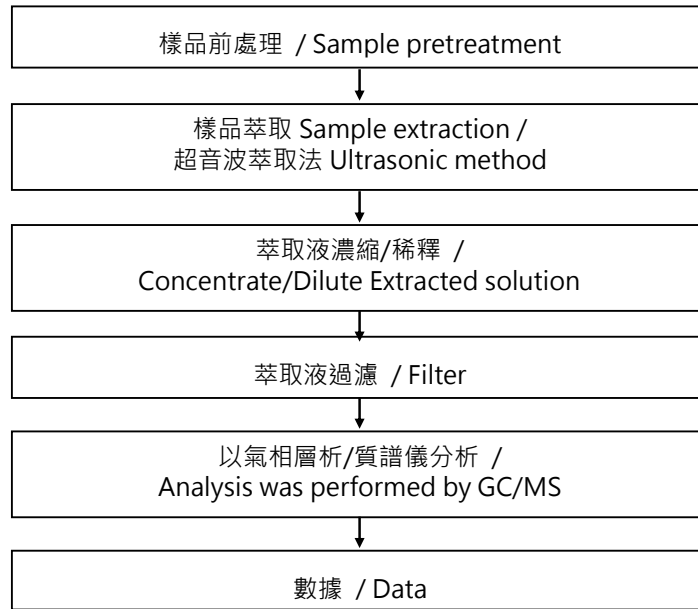 樣品前處理 / Sample pretreatment
樣品萃取 Sample extraction /
超音波萃取法 Ultrasonic method
萃取液濃縮/稀釋 /
Concentrate/Dilute Extracted solution
萃取液過濾 / Filter
以氣相層析/質譜儀分析 /
Analysis was performed by GC/MS
數據 / Data